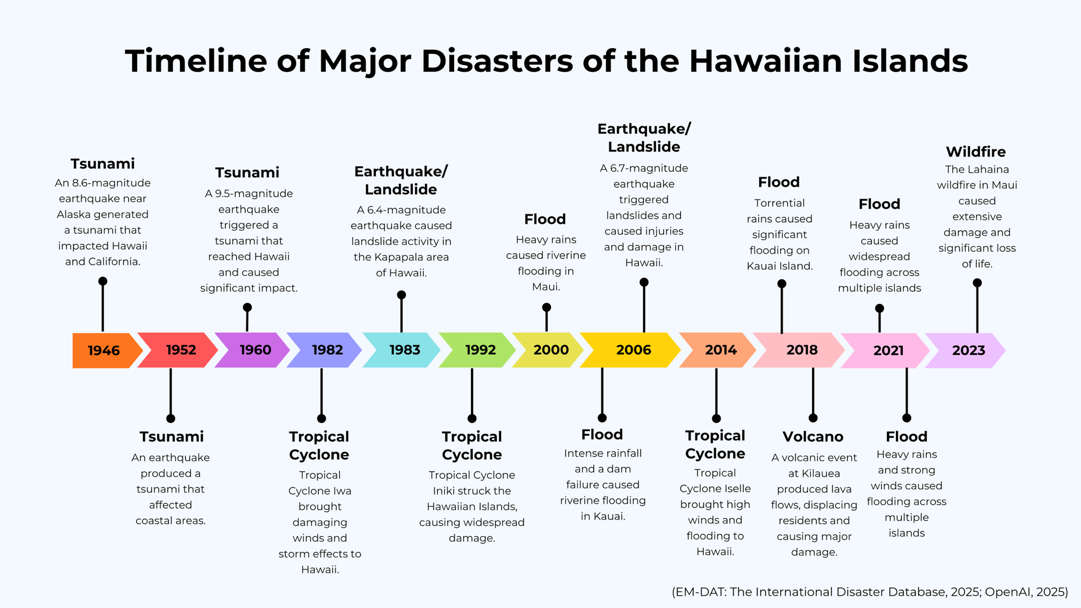 Timeline of Major Disasters of the Hawaiian Islands
Tsunami
An 8.6-magnitude
earthquake near
Alaska generated
a tsunami that
impacted Hawaii
and California.
Tsunami
A 9.5-magnitude
earthquake
triggered a
tsunami that
reached Hawaii
and caused
significant impact.
Earthquake/
Landslide
A 6.4-magnitude
earthquake caused
landslide activity in
the Kapapala area
of Hawaii.
Flood
Heavy rains
caused riverine
flooding in
Maui.
Earthquake/
Landslide
A 6.7-magnitude
earthquake
triggered
landslides and
caused injuries
and damage in
Hawaii.
Flood
Torrential
rains caused
significant
flooding on
Kauai Island.
Flood
Heavy rains
caused
widespread
flooding across
multiple islands
Wildfire
The Lahaina
wildfire in Maui
caused
extensive
damage and
significant loss
of life.
1946 1952 1960 1982 1983 1992 2000 2006 2014 2018 2021 2023
Tsunami
An earthquake
produced a
tsunami that
affected
coastal areas.
Tropical
Cyclone
Tropical
Cyclone Iwa
brought
damaging
winds and
storm effects to
Hawaii.
Tropical
Cyclone
Tropical Cyclone
Iniki struck the
Hawaiian Islands,
causing widespread
damage.
Flood
Intense rainfall
and a dam
failure caused
riverine flooding
in Kauai.
Tropical
Cyclone
Tropical
Cyclone Iselle
brought high
winds and
flooding to
Hawaii.
Volcano
A volcanic event
at Kilauea
produced lava
flows, displacing
residents and
causing major
damage.
Flood
Heavy rains
and strong
winds caused
flooding across
multiple
islands
(EM-DAT: The International Disaster Database, 2025; OpenAI, 2025)